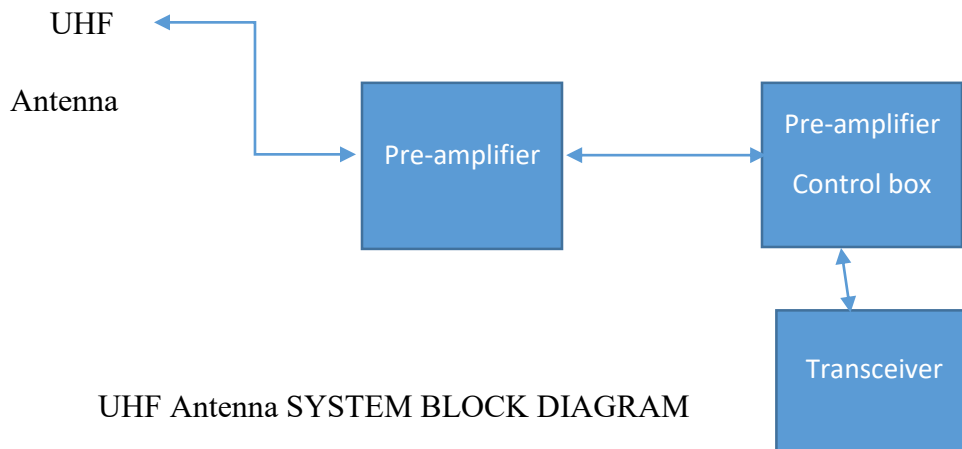 UHF
Antenna
Pre-amplifier
Pre-amplifier
Control box
Transceiver
UHF Antenna SYSTEM BLOCK DIAGRAM